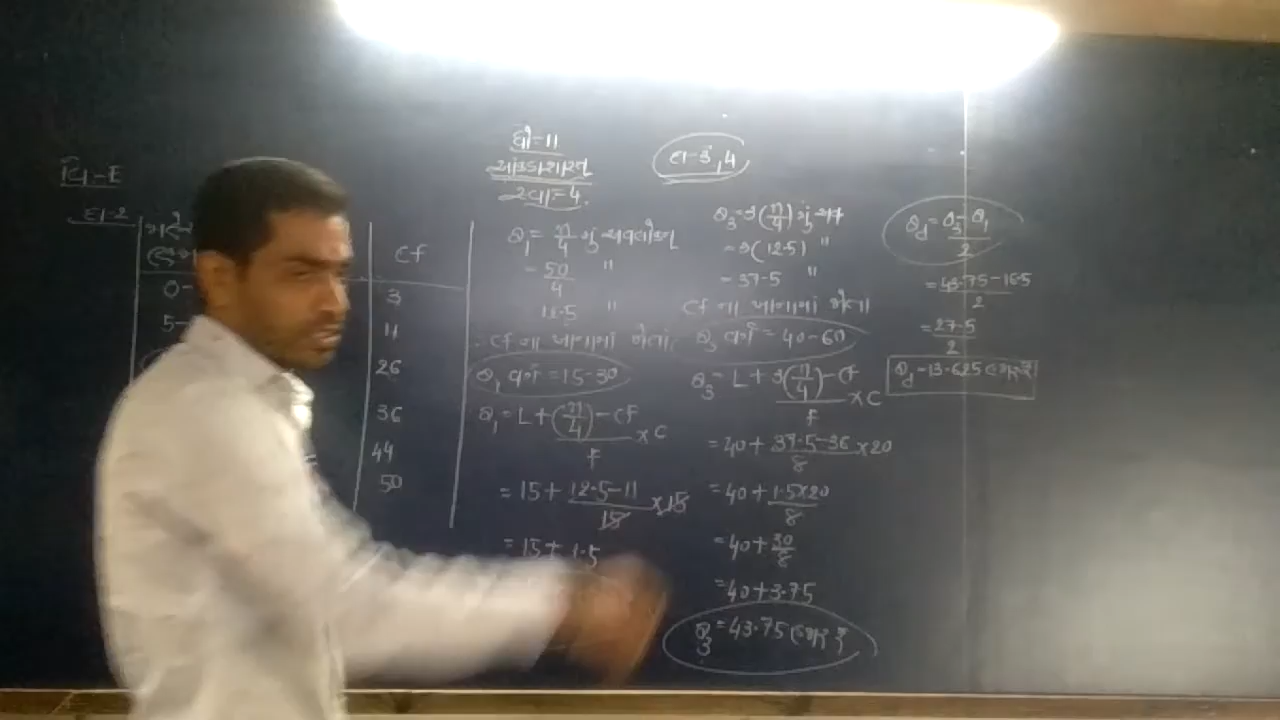 ધો-11
આંકડાશાસ્ત્ર
પા-4
દા-3,4
વિ-E
દા-2
cf
0-
3
5-
11
26
36
44
50
Q₁ = n/4 નું અવલોકન
= 50/4 "
12.5 "
cf ના ખાનામાં જોતાં
Q₁ વર્ગ = 15-30
Q₁ = L + (n/4) - cf / f × c
= 15 + 12.5-11 / 15 × 15
= 15 + 1.5
Q₃ = 3(n/4) નું અવ
= 3(12.5) "
= 37.5 "
cf ના ખાનામાં જોતા
Q₃ વર્ગ = 40-60
Q₃ = L + 3(n/4) - cf / f × c
= 40 + 37.5-36 / 8 × 20
= 40 + 1.5×20 / 8
= 40 + 30/8
= 40 + 3.75
Q₃ = 43.75
Qd = Q₃ - Q₁ / 2
= 43.75 - 16.5 / 2
= 27.5 / 2
Qd = 13.625